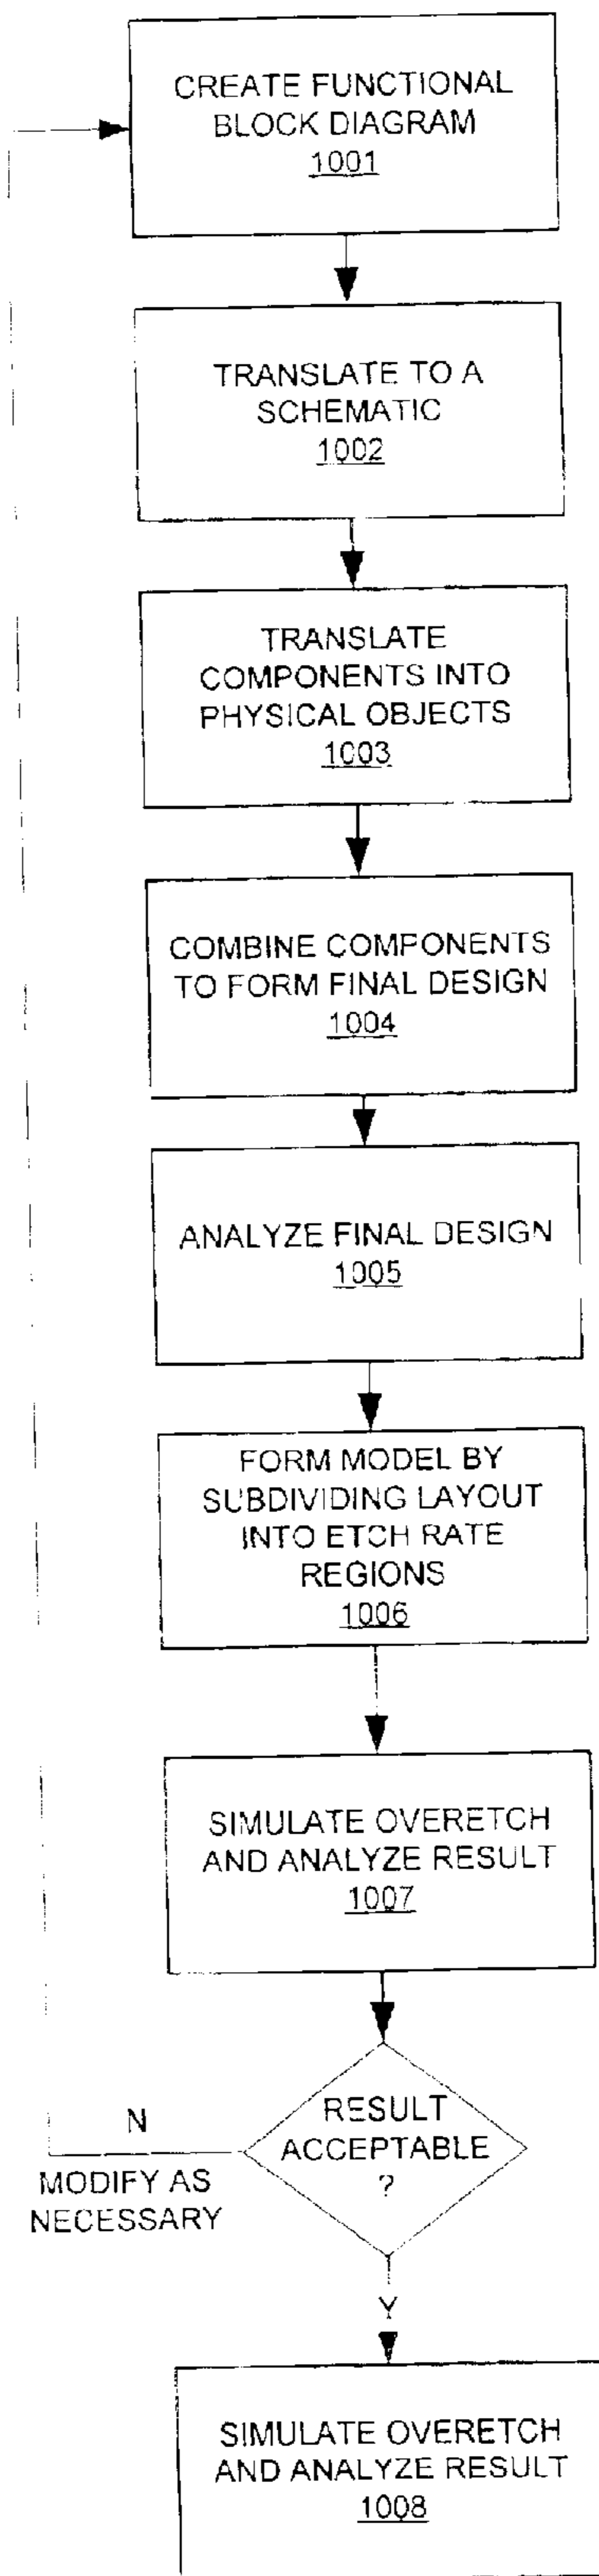 CREATE FUNCTIONAL
BLOCK DIAGRAM
1001
TRANSLATE TO A
SCHEMATIC
1002
TRANSLATE
COMPONENTS INTO
PHYSICAL OBJECTS
1003
COMBINE COMPONENTS
TO FORM FINAL DESIGN
1004
ANALYZE FINAL DESIGN
1005
FORM MODEL BY
SUBDIVIDING LAYOUT
INTO ETCH RATE
REGIONS
1006
SIMULATE OVERETCH
AND ANALYZE RESULT
1007
RESULT
ACCEPTABLE
?
N
MODIFY AS
NECESSARY
Y
SIMULATE OVERETCH
AND ANALYZE RESULT
1008